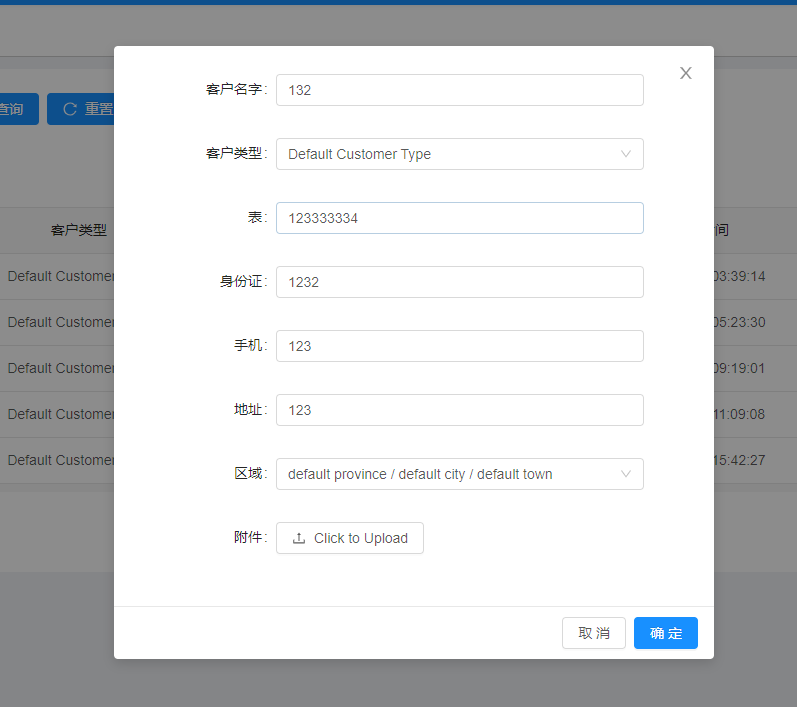 客户名字:
132
查询
重置
客户类型:
Default Customer Type
表:
123333334
客户类型
间
身份证:
1232
Default Customer
03:39:14
Default Customer
05:23:30
手机:
123
Default Customer
09:19:01
地址:
123
Default Customer
11:09:08
区域:
default province / default city / default town
Default Customer
15:42:27
附件:
Click to Upload
取 消
确 定